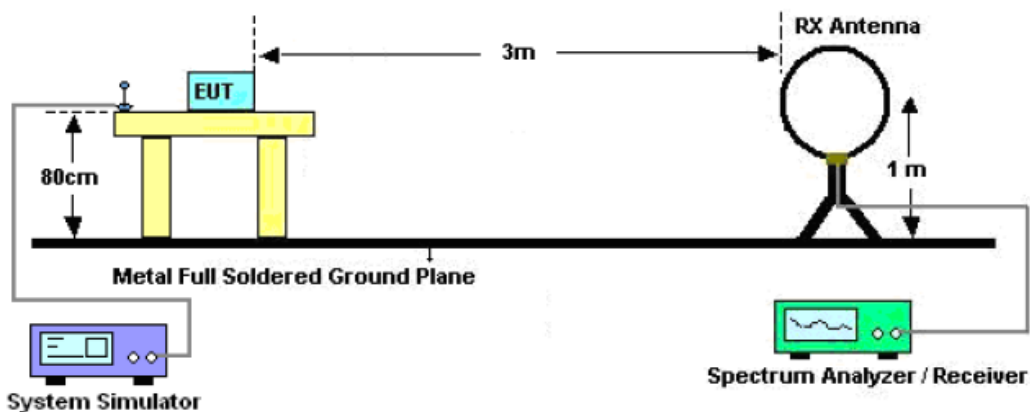 RX Antenna
3m
EUT
80cm
1 m
Metal Full Soldered Ground Plane
System Simulator
Spectrum Analyzer / Receiver